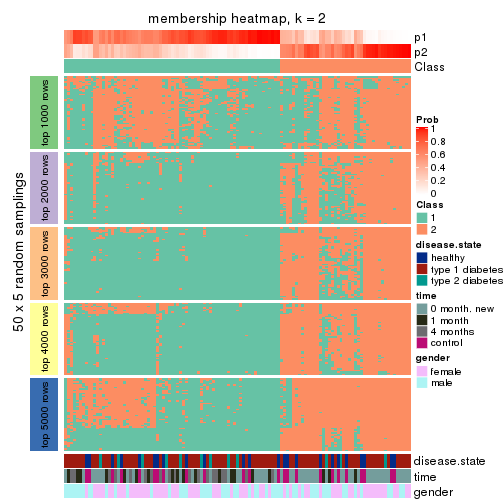 membership heatmap, k = 2
p1
p2
Class
50 x 5 random samplings
top 1000 rows
top 2000 rows
top 3000 rows
top 4000 rows
top 5000 rows
disease.state
time
gender
Prob
1
0.8
0.6
0.4
0.2
0
Class
1
2
disease.state
healthy
type 1 diabetes
type 2 diabetes
time
0 month. new
1 month
4 months
control
gender
female
male